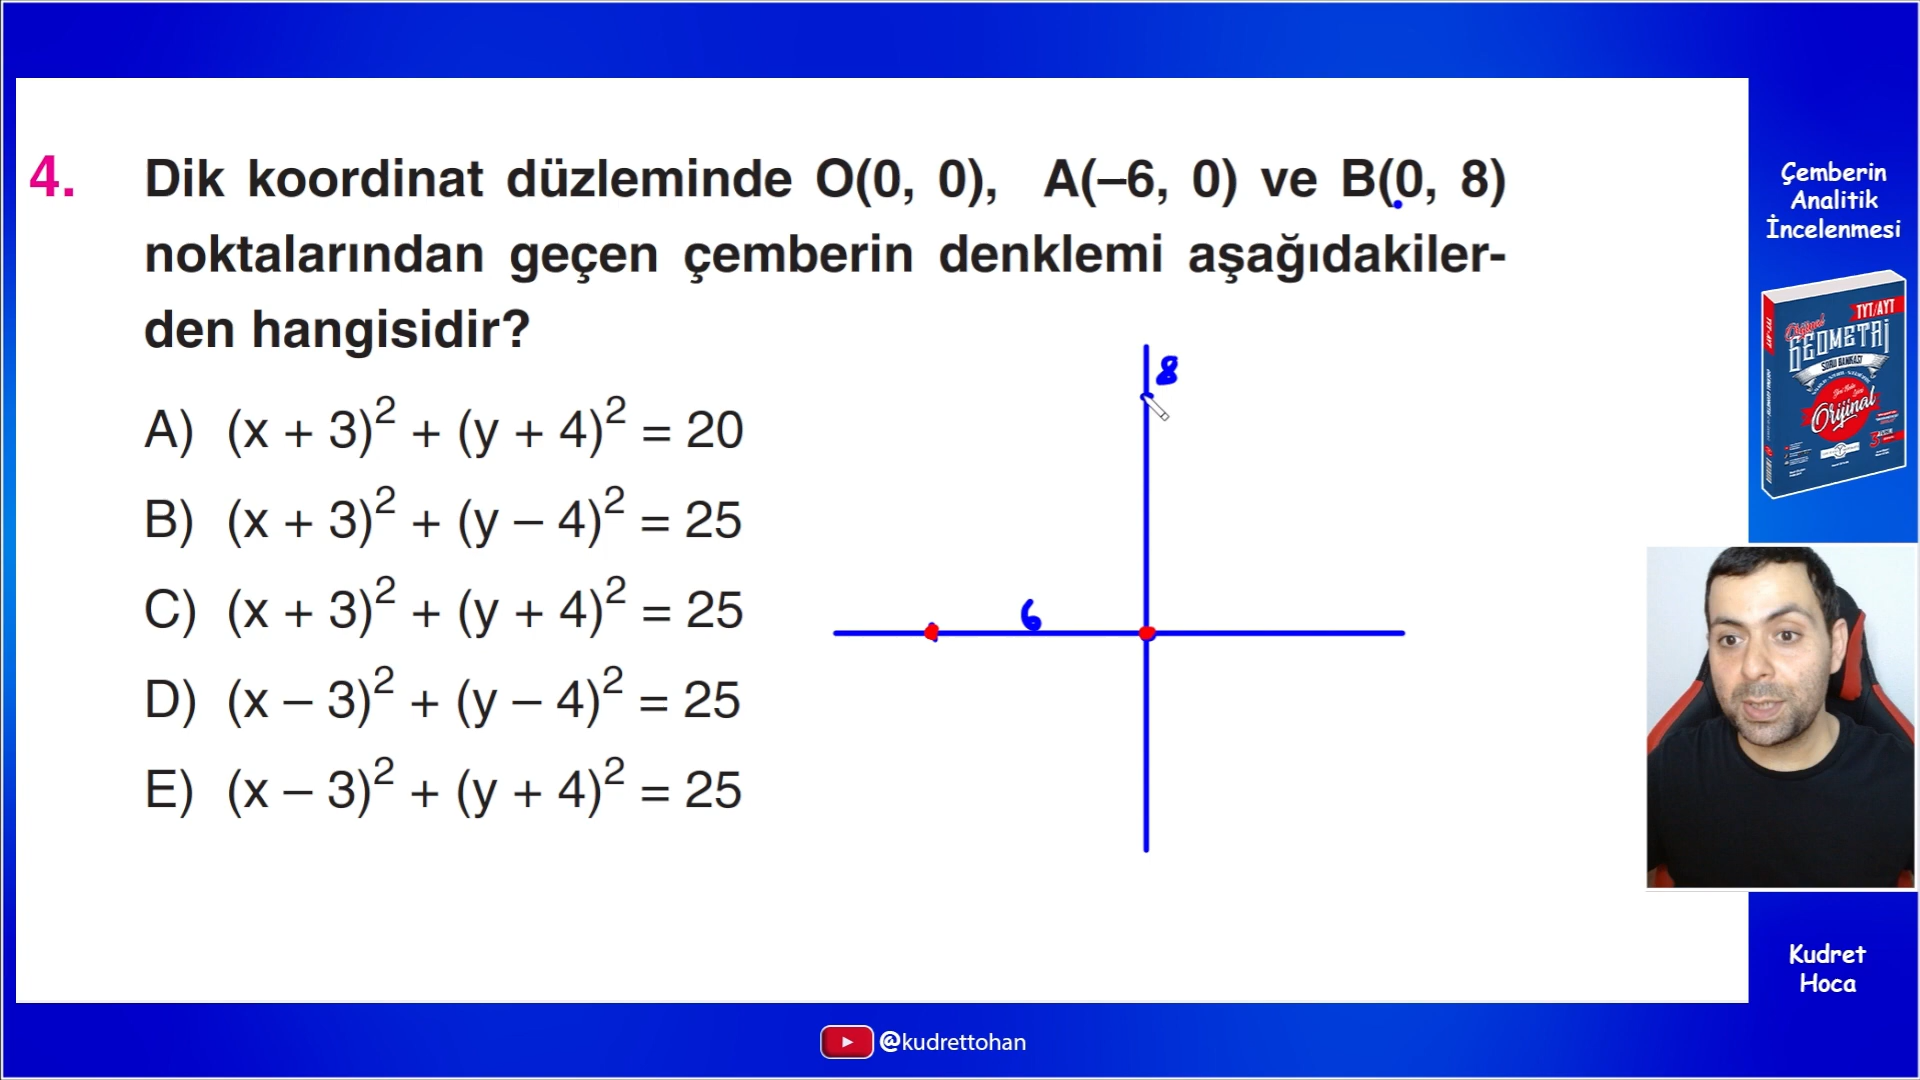 4. Dik koordinat düzleminde O(0, 0), A(–6, 0) ve B(0, 8)
noktalarından geçen çemberin denklemi aşağıdakiler-
den hangisidir?
A) (x + 3)² + (y + 4)² = 20
B) (x + 3)² + (y – 4)² = 25
C) (x + 3)² + (y + 4)² = 25
D) (x – 3)² + (y – 4)² = 25
E) (x – 3)² + (y + 4)² = 25
8
6
Çemberin
Analitik
İncelenmesi
TYT/AYT
GEOMETRİ
SORU BANKASI
Orijinal
Kudret
Hoca
@kudrettohan